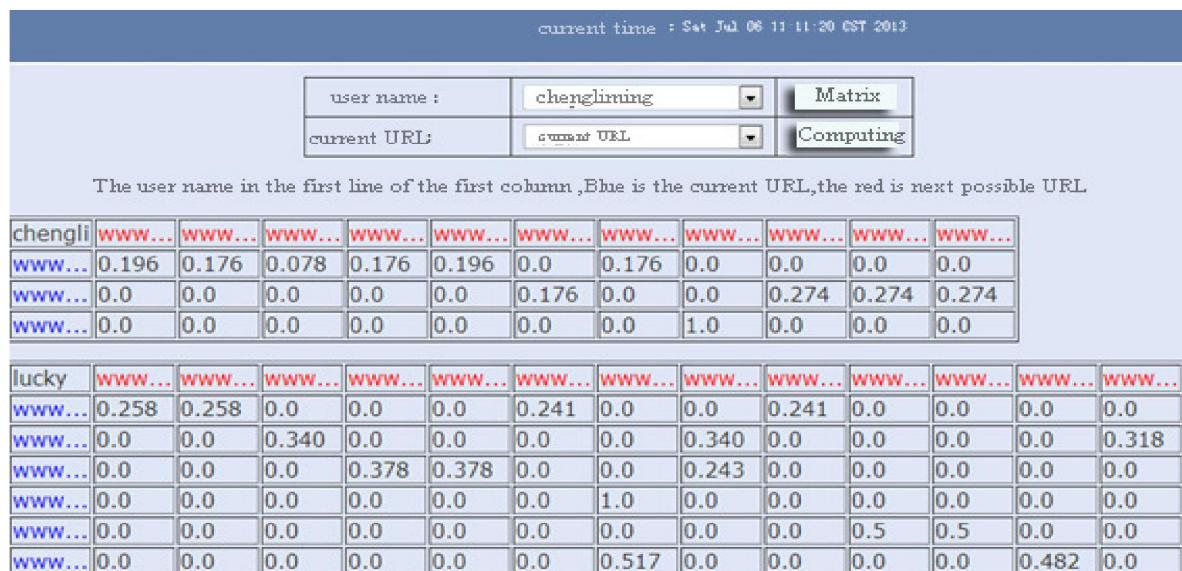 current time : Sat Jul 06 11:11:20 CST 2013
user name : chengliming Matrix
current URL: current URL Computing
The user name in the first line of the first column ,Blue is the current URL,the red is next possible URL
chengli www... www... www... www... www... www... www... www... www... www... www...
www... 0.196 0.176 0.078 0.176 0.196 0.0 0.176 0.0 0.0 0.0 0.0
www... 0.0 0.0 0.0 0.0 0.0 0.176 0.0 0.0 0.274 0.274 0.274
www... 0.0 0.0 0.0 0.0 0.0 0.0 0.0 1.0 0.0 0.0 0.0
lucky www... www... www... www... www... www... www... www... www... www... www... www... www...
www... 0.258 0.258 0.0 0.0 0.0 0.241 0.0 0.0 0.241 0.0 0.0 0.0 0.0
www... 0.0 0.0 0.340 0.0 0.0 0.0 0.0 0.340 0.0 0.0 0.0 0.0 0.318
www... 0.0 0.0 0.0 0.378 0.378 0.0 0.0 0.243 0.0 0.0 0.0 0.0 0.0
www... 0.0 0.0 0.0 0.0 0.0 0.0 1.0 0.0 0.0 0.0 0.0 0.0 0.0
www... 0.0 0.0 0.0 0.0 0.0 0.0 0.0 0.0 0.0 0.5 0.5 0.0 0.0
www... 0.0 0.0 0.0 0.0 0.0 0.0 0.517 0.0 0.0 0.0 0.0 0.482 0.0